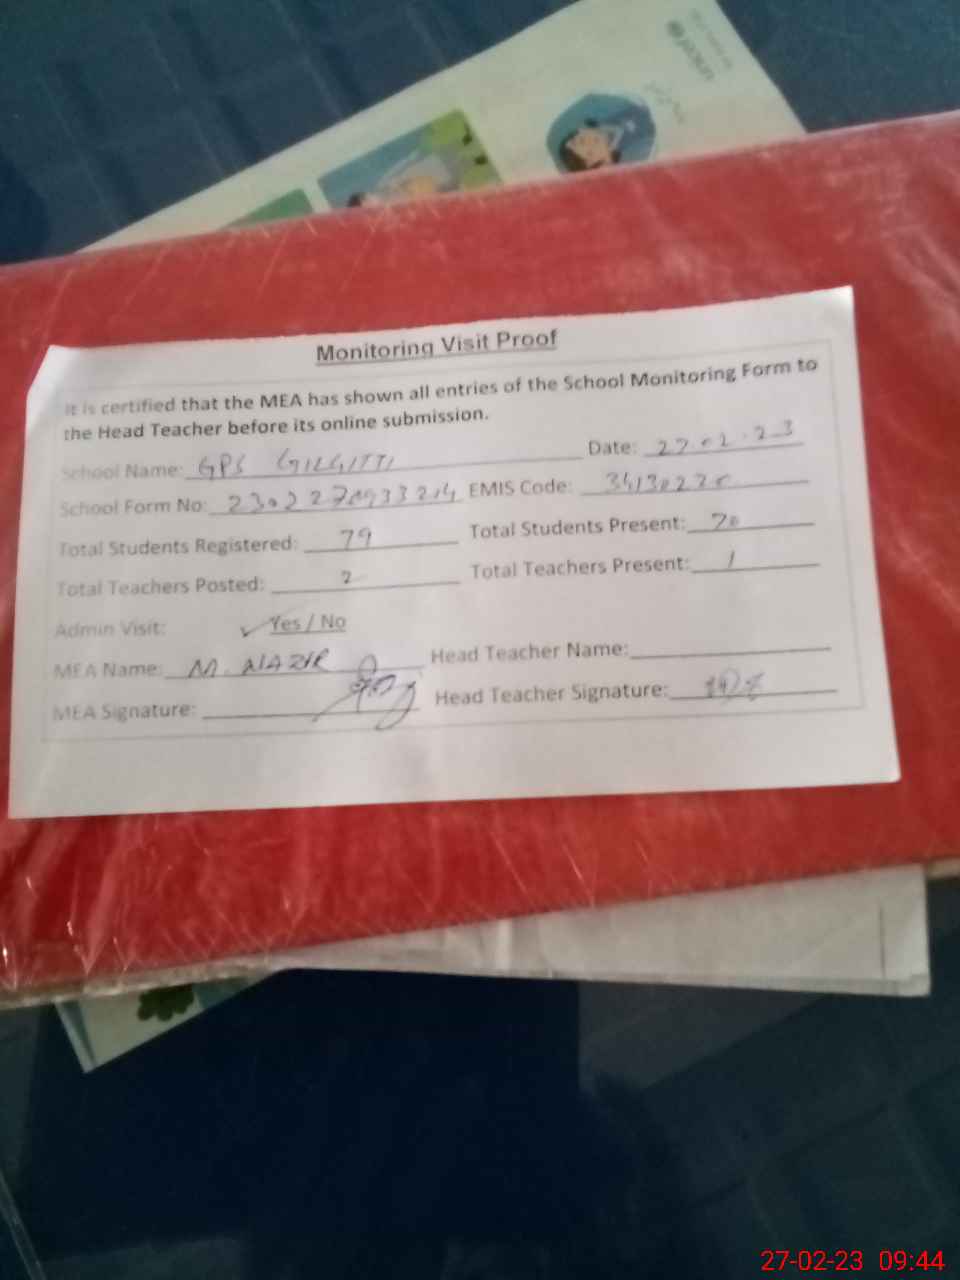 Monitoring Visit Proof
It is certified that the MEA has shown all entries of the School Monitoring Form to
the Head Teacher before its online submission.
School Name: GPS GILGITTI Date: 27.02.23
School Form No: EMIS Code: 34130220
Total Students Registered: 79 Total Students Present: 70
Total Teachers Posted: 2 Total Teachers Present: 1
Admin Visit: ✓ Yes / No
MEA Name: M. NAZIR Head Teacher Name:
MEA Signature: Head Teacher Signature:
27-02-23 09:44